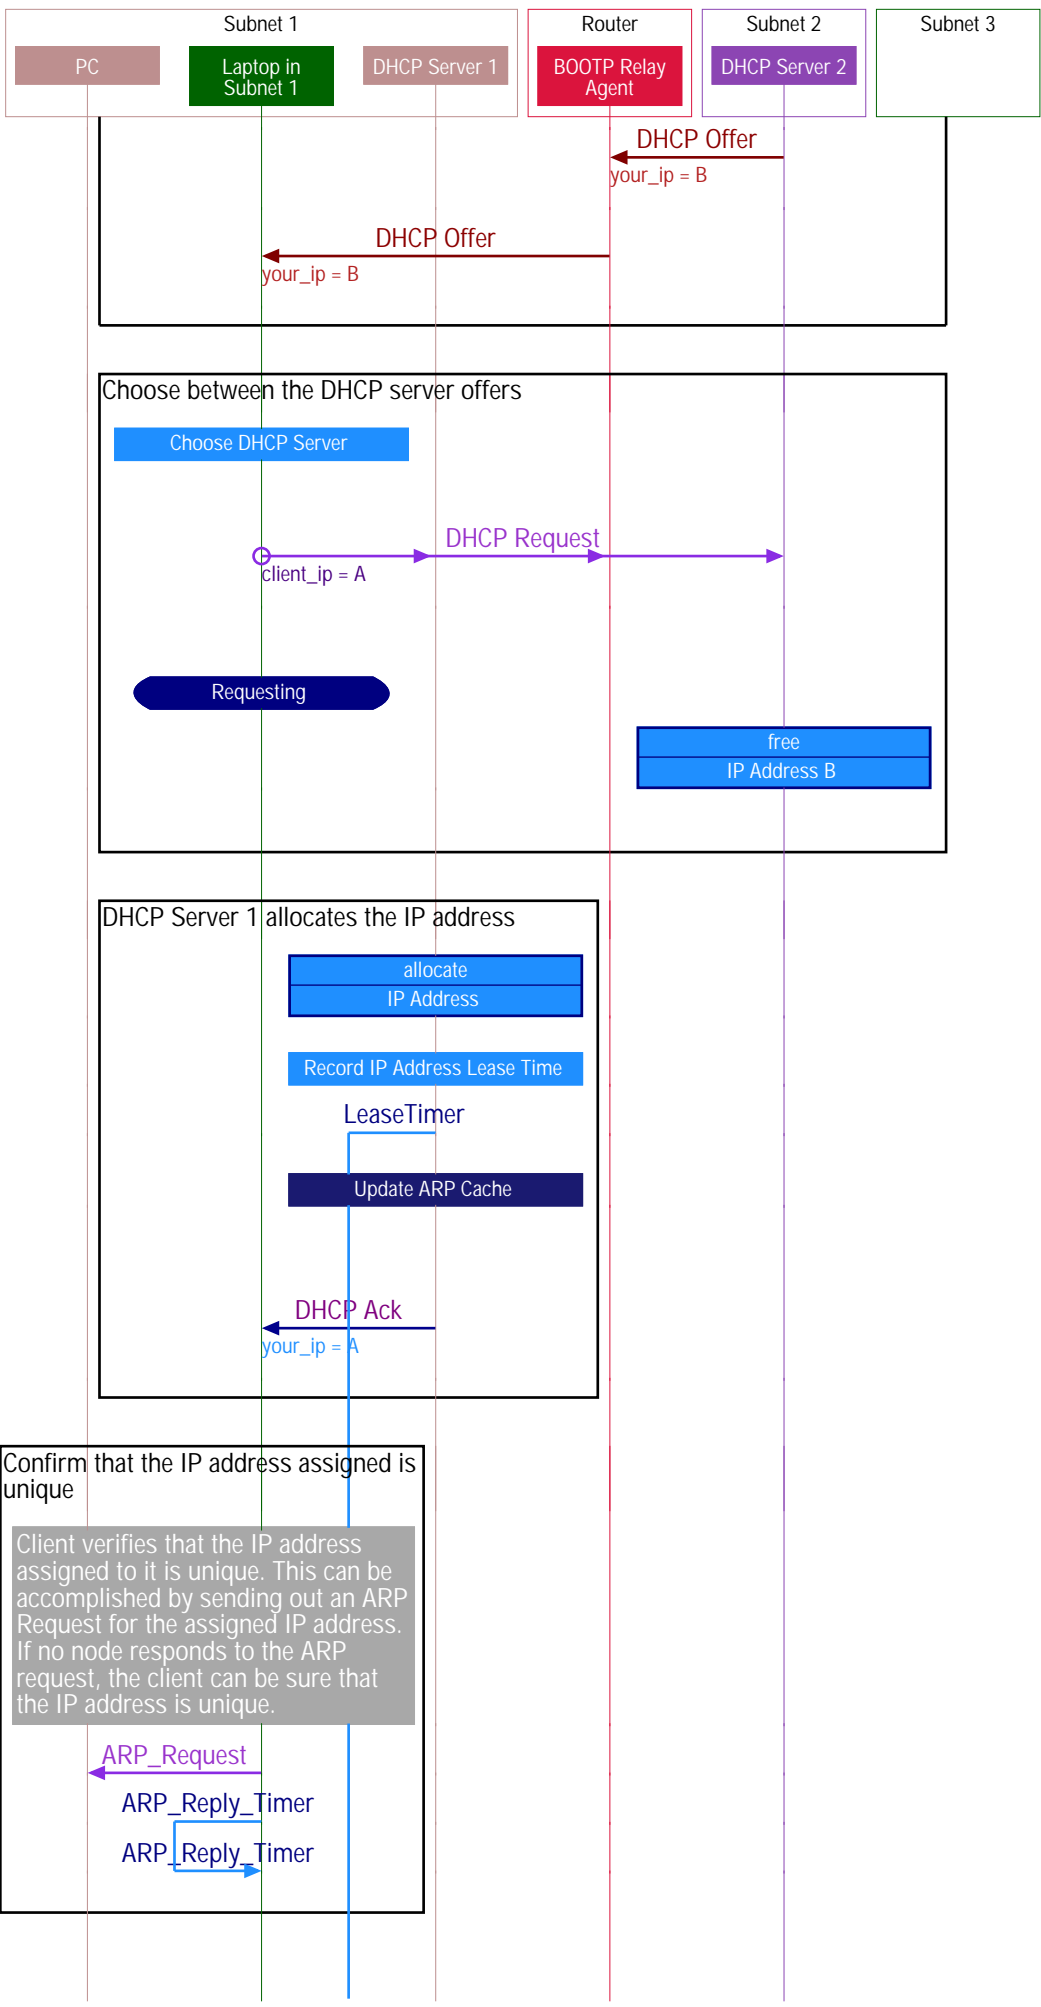 Subnet 1
Router
Subnet 2
Subnet 3
PC
Laptop in
Subnet 1
DHCP Server 1
BOOTP Relay
Agent
DHCP Server 2
DHCP Offer
your_ip = B
DHCP Offer
your_ip = B
Choose between the DHCP server offers
Choose DHCP Server
DHCP Request
client_ip = A
Requesting
free
IP Address B
DHCP Server 1 allocates the IP address
allocate
IP Address
Record IP Address Lease Time
LeaseTimer
Update ARP Cache
DHCP Ack
your_ip = A
Confirm that the IP address assigned is
unique
Client verifies that the IP address
assigned to it is unique. This can be
accomplished by sending out an ARP
Request for the assigned IP address.
If no node responds to the ARP
request, the client can be sure that
the IP address is unique.
ARP_Request
ARP_Reply_Timer
ARP_Reply_Timer